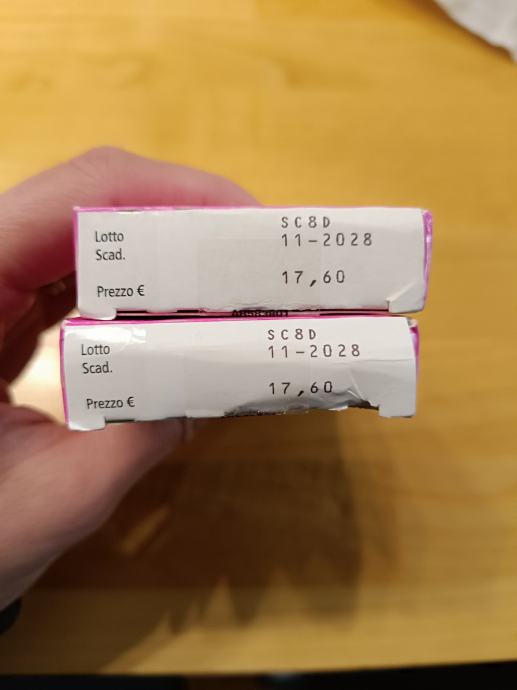 Lotto SC8D
Scad. 11-2028
Prezzo € 17,60
Lotto SC8D
Scad. 11-2028
Prezzo € 17,60